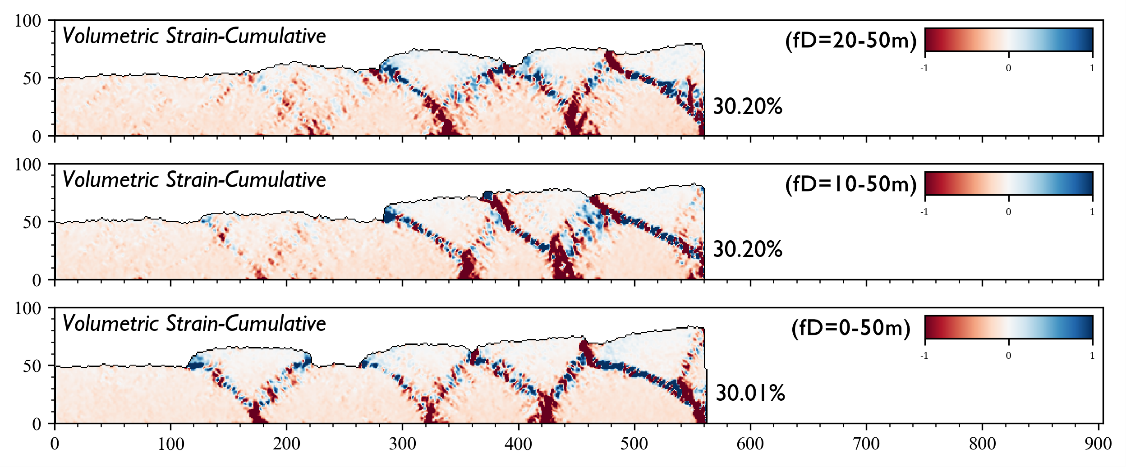 100
Volumetric Strain-Cumulative
(fD=20-50m)
-1 0 1
50
30.20%
0
100
Volumetric Strain-Cumulative
(fD=10-50m)
-1 0 1
50
30.20%
0
100
Volumetric Strain-Cumulative
(fD=0-50m)
-1 0 1
50
30.01%
0
0 100 200 300 400 500 600 700 800 900